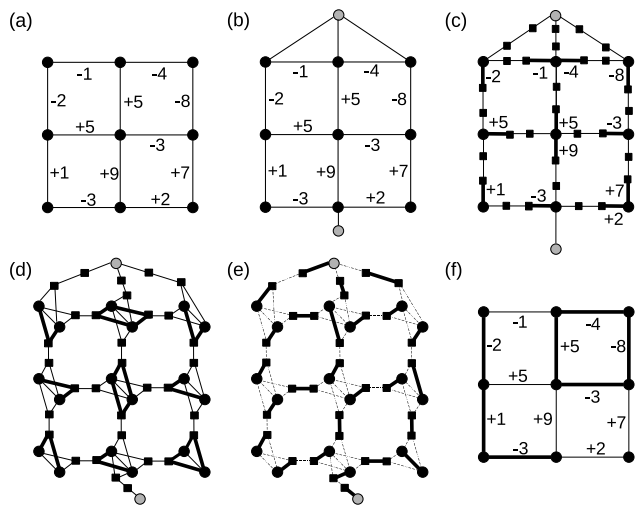 (a)
-1 -4
-2 +5 -8
+5
-3
+1 +9 +7
-3 +2
(b)
-1 -4
-2 +5 -8
+5
-3
+1 +9 +7
-3 +2
(c)
-2 -1 -4 -8
+5 +5 -3
+9
+1 -3 +7
+2
(d)
(e)
(f)
-1 -4
-2 +5 -8
+5
-3
+1 +9 +7
-3 +2